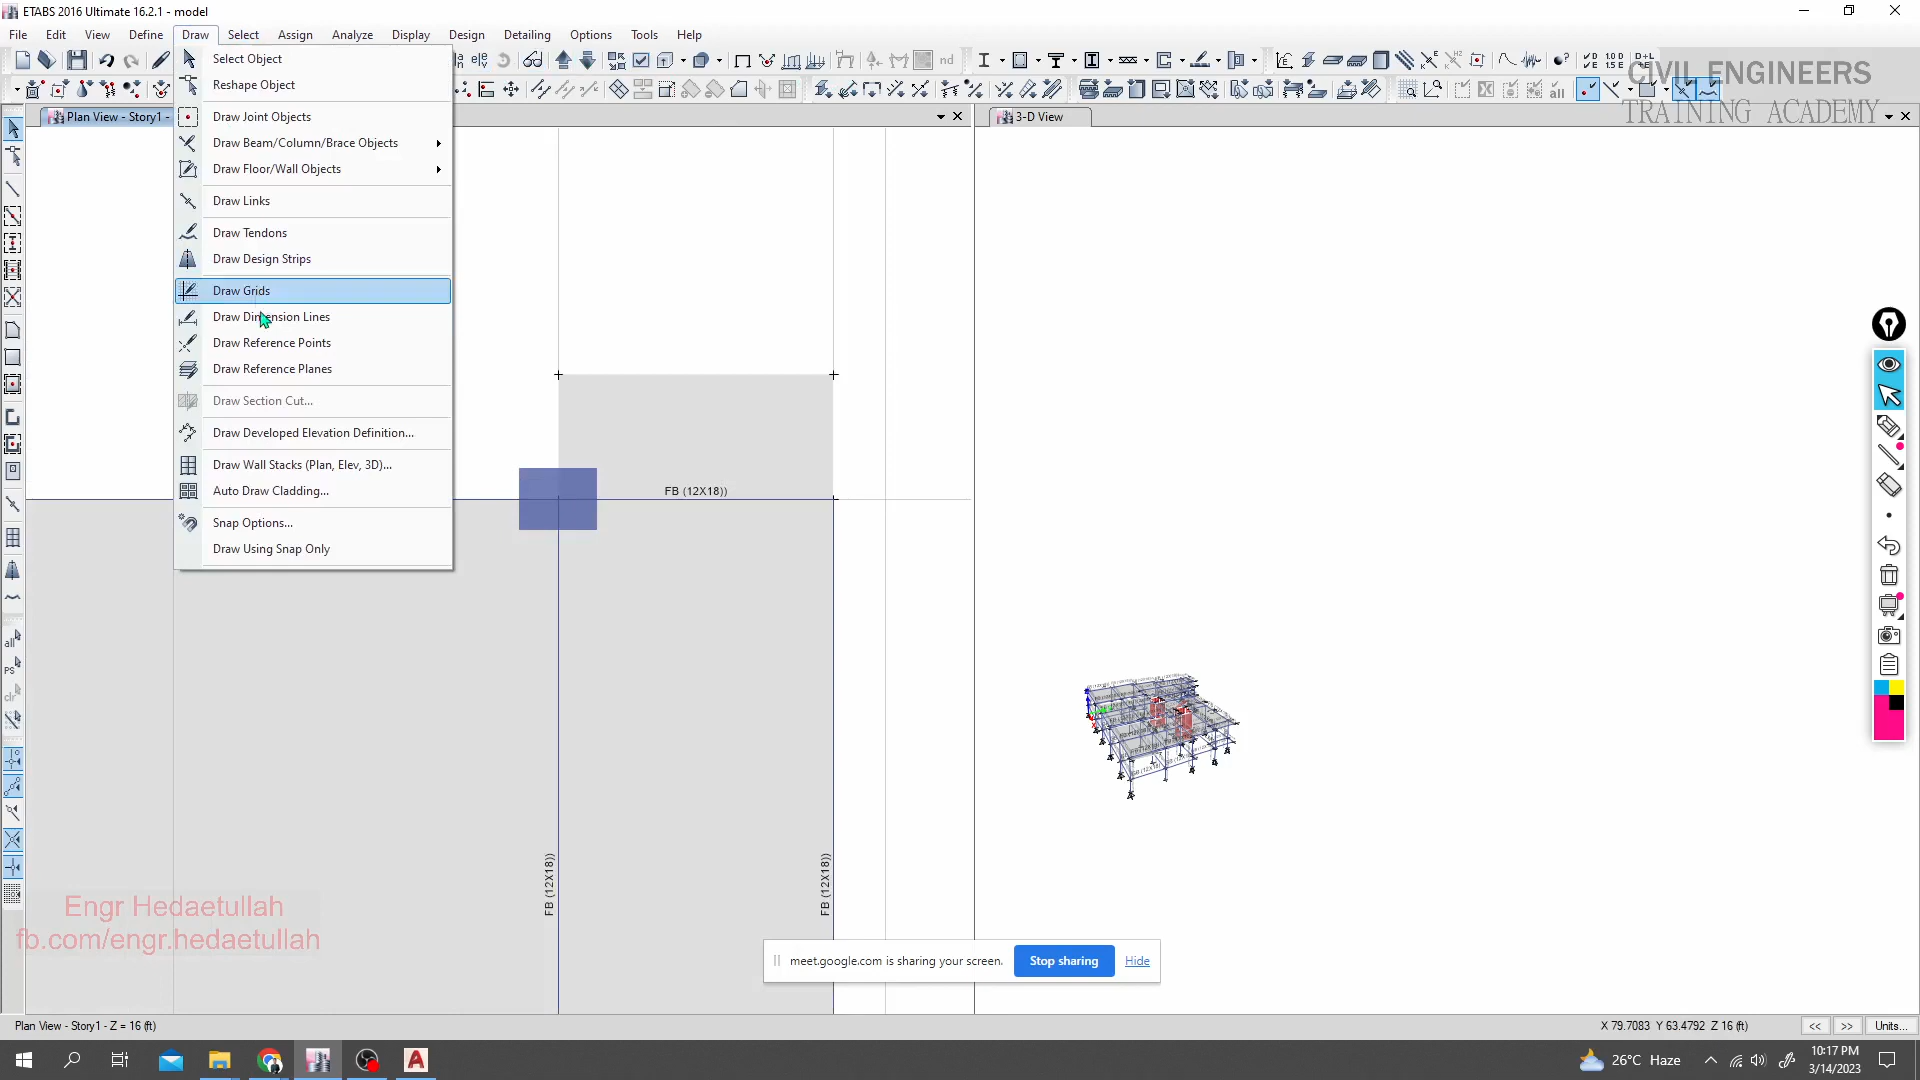 ETABS 2016 Ultimate 16.2.1 - model
File Edit View Define Draw Select Assign Analyze Display Design Detailing Options Tools Help
CIVIL ENGINEERS
TRAINING ACADEMY
Plan View - Story1 -
3-D View
Select Object
Reshape Object
Draw Joint Objects
Draw Beam/Column/Brace Objects
Draw Floor/Wall Objects
Draw Links
Draw Tendons
Draw Design Strips
Draw Grids
Draw Dimension Lines
Draw Reference Points
Draw Reference Planes
Draw Section Cut...
Draw Developed Elevation Definition...
Draw Wall Stacks (Plan, Elev, 3D)...
Auto Draw Cladding...
Snap Options...
Draw Using Snap Only
nd
all
all
PS
clr
FB (12X18))
FB (12X18))
FB (12X18))
Engr Hedaetullah
fb.com/engr.hedaetullah
meet.google.com is sharing your screen. Stop sharing Hide
Plan View - Story1 - Z = 16 (ft)
X 79.7083 Y 63.4792 Z 16 (ft) << >> Units...
26°C Haze
10:17 PM
3/14/2023